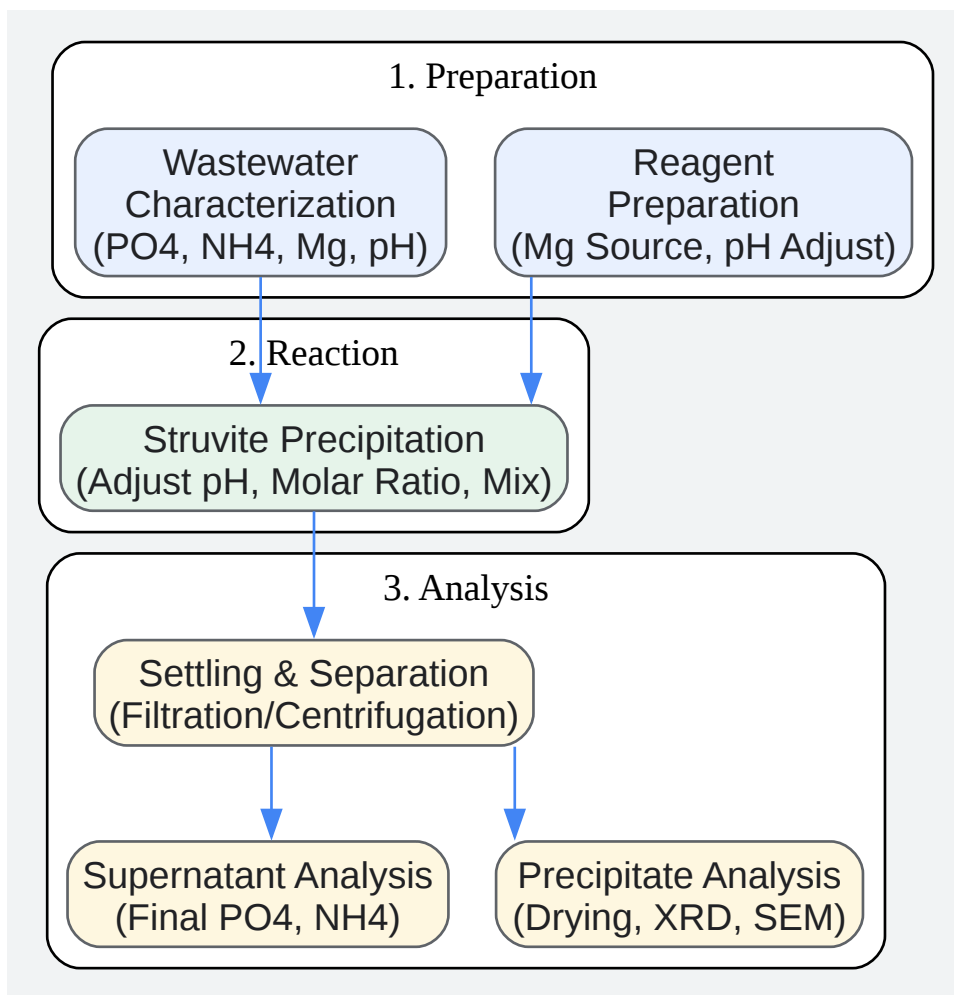 1. Preparation
Wastewater
Characterization
(PO4, NH4, Mg, pH)
Reagent
Preparation
(Mg Source, pH Adjust)
2. Reaction
Struvite Precipitation
(Adjust pH, Molar Ratio, Mix)
3. Analysis
Settling & Separation
(Filtration/Centrifugation)
Supernatant Analysis
(Final PO4, NH4)
Precipitate Analysis
(Drying, XRD, SEM)